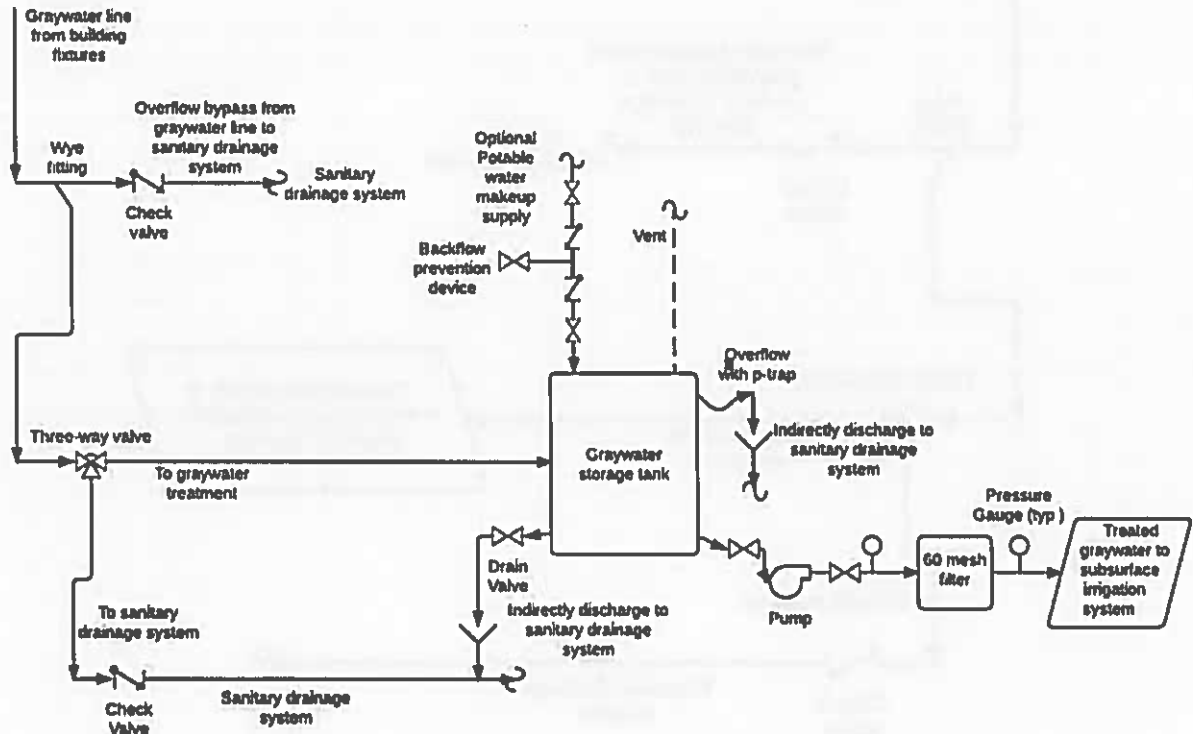 Graywater line
from building
fixtures
Overflow bypass from
graywater line to
sanitary drainage
system
Wye
fitting
Sanitary
drainage system
Check
valve
Optional
Potable
water
makeup
supply
Vent
Backflow
prevention
device
Overflow
with p-trap
Three-way valve
To graywater
treatment
Graywater
storage tank
Indirectly discharge to
sanitary drainage
system
Pressure
Gauge (typ )
Treated
graywater to
subsurface
irrigation
system
60 mesh
filter
Drain
Valve
Pump
Indirectly discharge to
sanitary drainage
system
To sanitary
drainage system
Sanitary drainage
system
Check
Valve